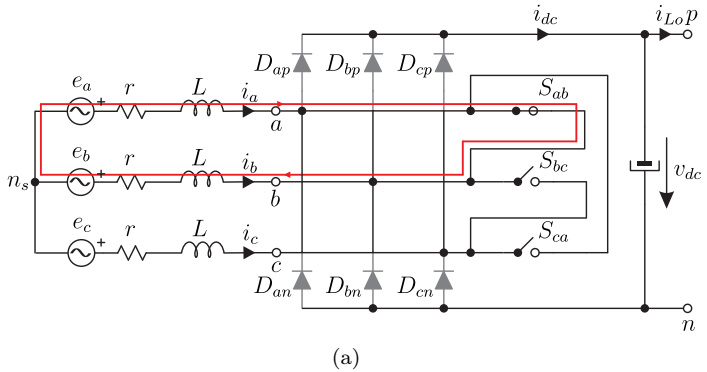 i_dc i_Lo p
D_ap D_bp D_cp
e_a + r L i_a a S_ab
n_s e_b + r L i_b b S_bc v_dc
e_c + r L i_c c S_ca
D_an D_bn D_cn
n
(a)